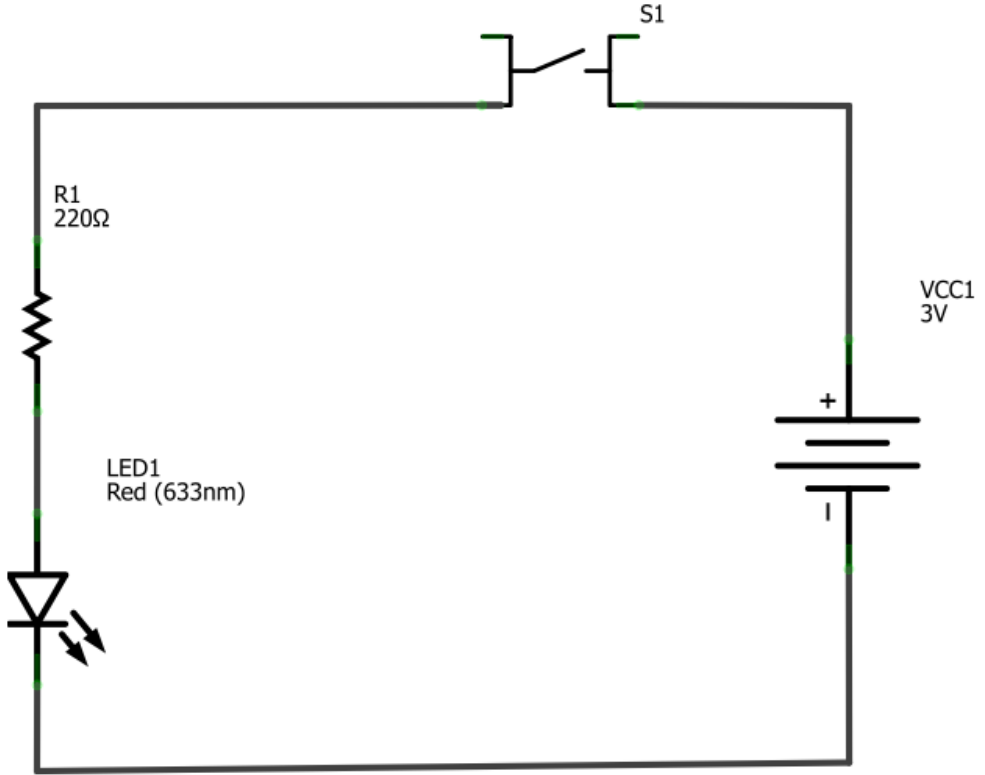 S1
R1
220Ω
VCC1
3V
+
LED1
Red (633nm)